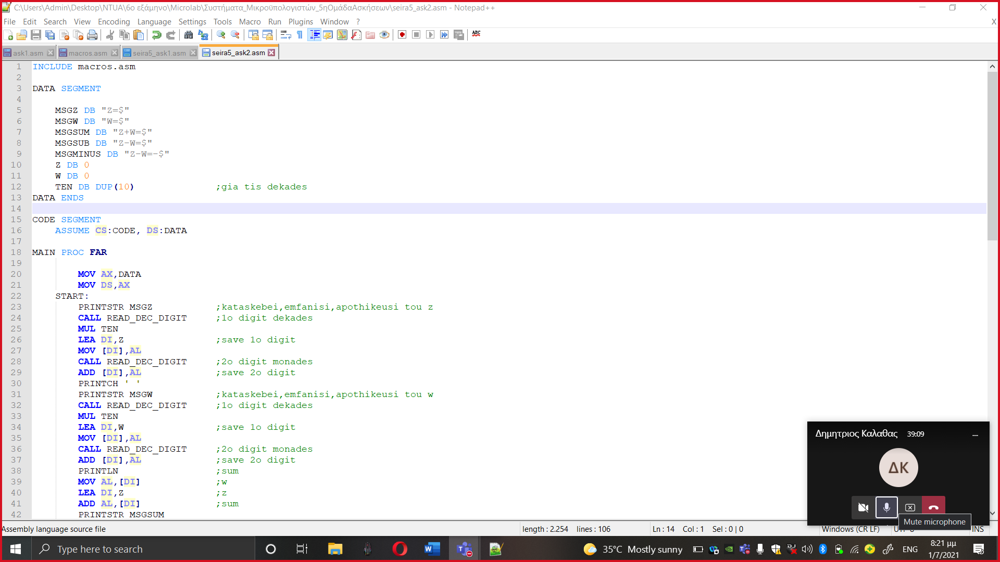 C:\Users\Admin\Desktop\NTUA\6ο εξάμηνο\Microlab\Συστήματα_Μικροϋπολογιστών_5ηΟμάδαΑσκήσεων\seira5_ask2.asm - Notepad++
File Edit Search View Encoding Language Settings Tools Macro Run Plugins Window ? X
ABC
ask1.asm macros.asm seira5_ask1.asm seira5_ask2.asm
1 INCLUDE macros.asm
2
3 DATA SEGMENT
4
5 MSGZ DB "Z=$"
6 MSGW DB "W=$"
7 MSGSUM DB "Z+W=$"
8 MSGSUB DB "Z-W=$"
9 MSGMINUS DB "Z-W=-$"
10 Z DB 0
11 W DB 0
12 TEN DB DUP(10) ;gia tis dekades
13 DATA ENDS
14
15 CODE SEGMENT
16 ASSUME CS:CODE, DS:DATA
17
18 MAIN PROC FAR
19
20 MOV AX,DATA
21 MOV DS,AX
22 START:
23 PRINTSTR MSGZ ;kataskebei,emfanisi,apothikeusi tou z
24 CALL READ_DEC_DIGIT ;1o digit dekades
25 MUL TEN
26 LEA DI,Z ;save 1o digit
27 MOV [DI],AL
28 CALL READ_DEC_DIGIT ;2o digit monades
29 ADD [DI],AL ;save 2o digit
30 PRINTCH ' '
31 PRINTSTR MSGW ;kataskebei,emfanisi,apothikeusi tou w
32 CALL READ_DEC_DIGIT ;1o digit dekades
33 MUL TEN
34 LEA DI,W ;save 1o digit
35 MOV [DI],AL
36 CALL READ_DEC_DIGIT ;2o digit monades
37 ADD [DI],AL ;save 2o digit
38 PRINTLN ;sum
39 MOV AL,[DI] ;w
40 LEA DI,Z ;z
41 ADD AL,[DI] ;sum
42 PRINTSTR MSGSUM
Δημητριος Καλαθας 39:09
ΔΚ
Mute microphone
Assembly language source file length : 2.254 lines : 106 Ln : 14 Col : 1 Sel : 0 | 0 Windows (CR LF) INS
Type here to search 35°C Mostly sunny ENG 8:21 μμ
1/7/2021